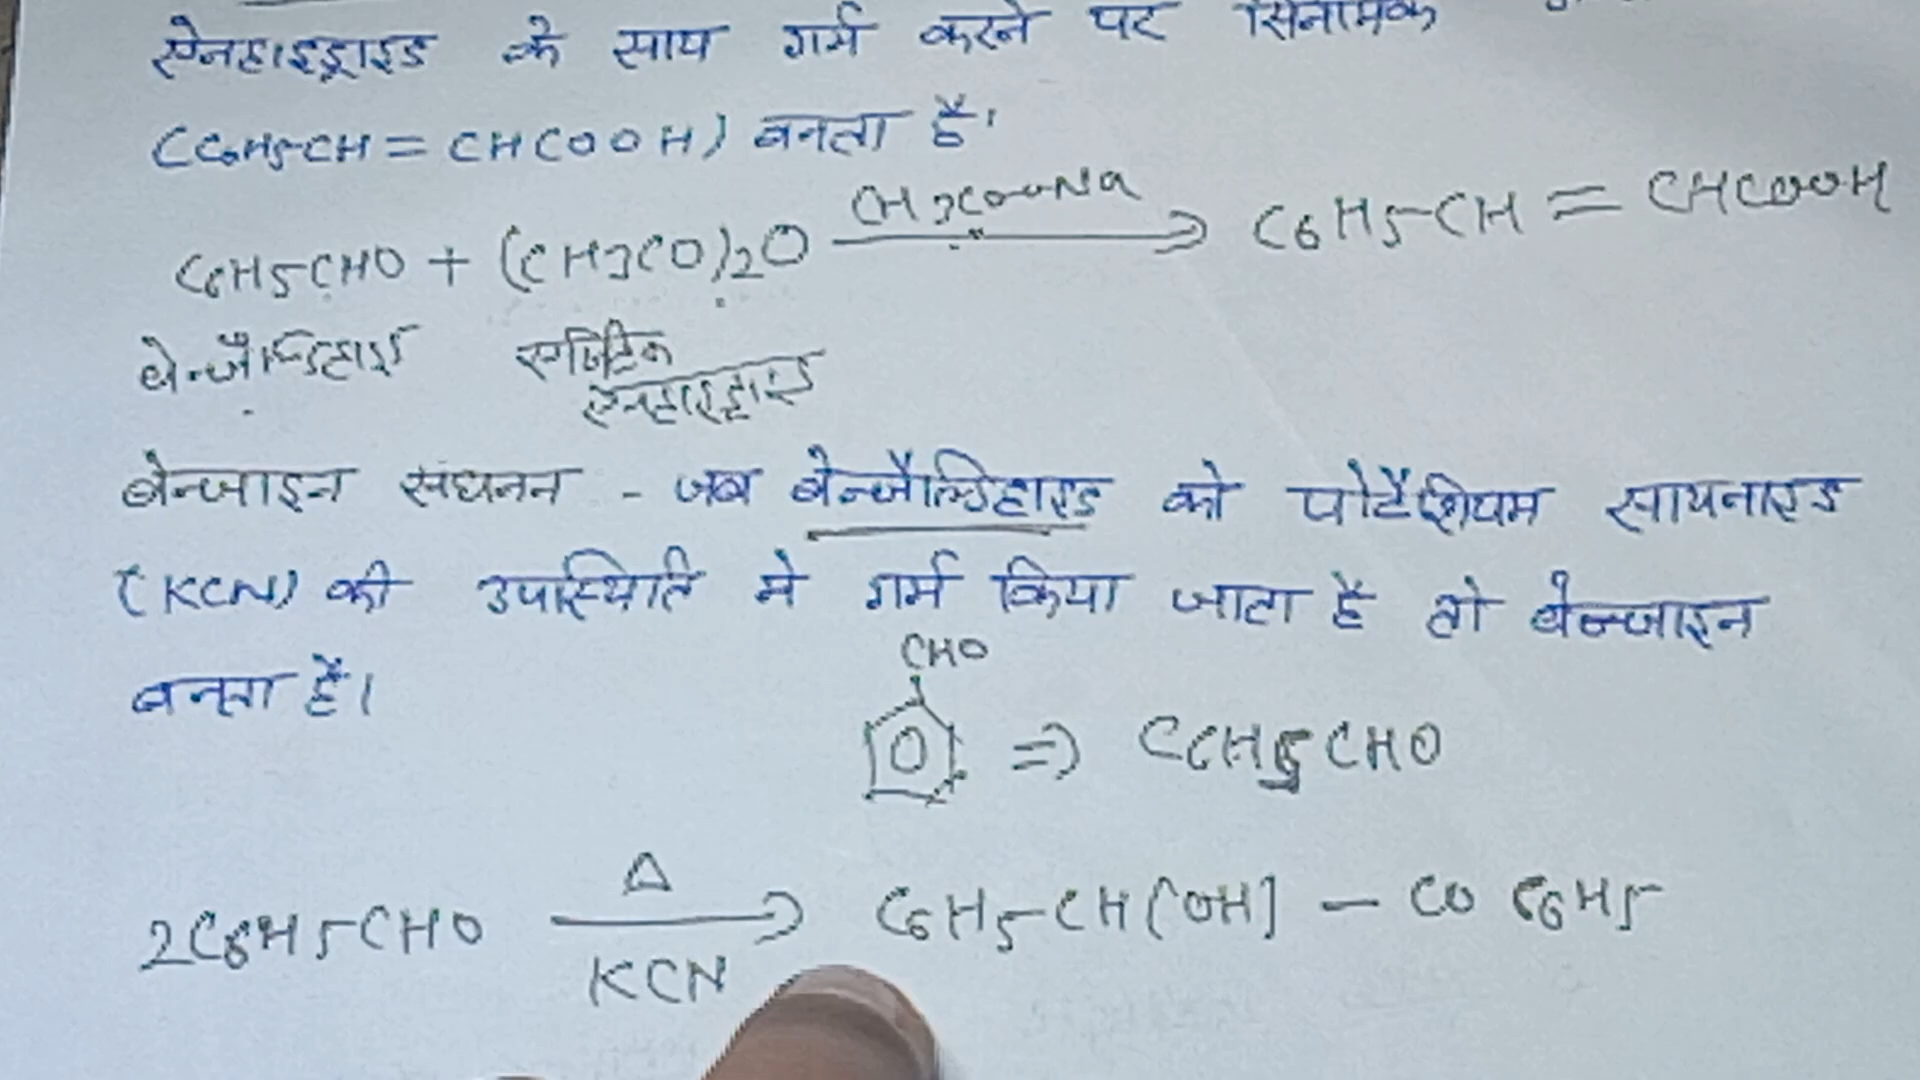 ऐनहाइड्राइड के साथ गर्म करने पर सिनामिक
(C6H5-CH = CHCOOH) बनता है।
C6H5CHO + (CH3CO)2O CH3COONa → C6H5-CH = CHCOOH
बेन्जैल्डिहाइड एसिटिक
ऐनहाइड्राइड
बेन्जाइन संघनन - जब बेन्जैल्डिहाइड को पोटैशियम सायनाइड
(KCN) की उपस्थिति मे गर्म किया जाता है तो बेन्जाइन
बनता है।
CHO
⇒ C6H5CHO
2C6H5CHO Δ → C6H5-CH(OH) - CO C6H5
KCN